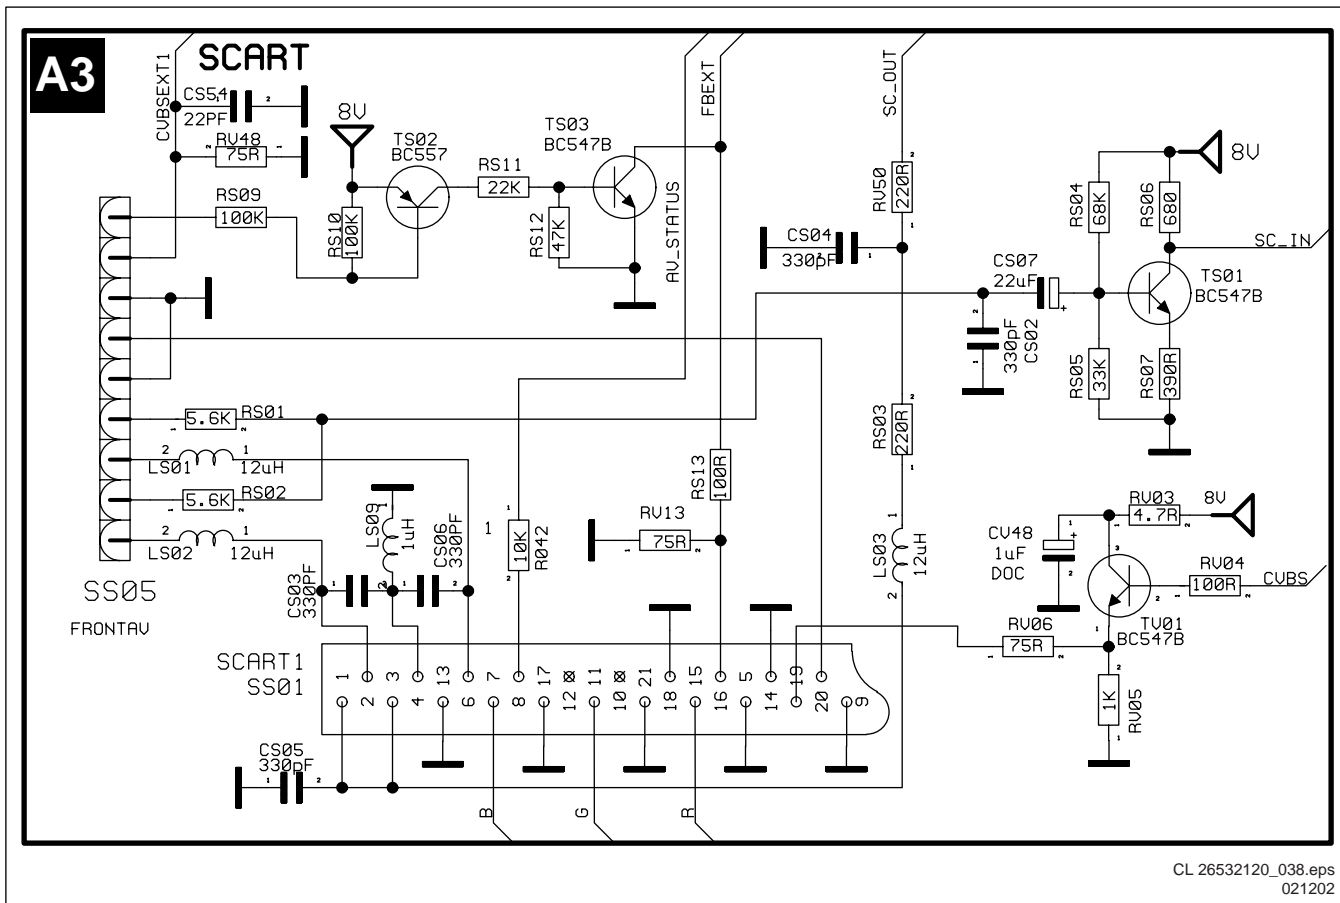 A3
SCART
CVBSEXT1
CS54
22PF
RV48
75R
8V
TS02
BC557
TS03
BC547B
RS11
22K
RS09
100K
RS10
100K
RS12
47K
AV_STATUS
FBEXT
SC_OUT
RV50
220R
CS04
330pF
CS07
22uF
330pF
CS02
RS04
68K
RS06
680
8V
SC_IN
TS01
BC547B
RS05
33K
RS07
390R
5.6K RS01
LS01 12uH
5.6K RS02
LS02 12uH
SS05
FRONTAV
LS09
1uH
CS03
330PF
CS06
330PF
1
10K
R042
RS13
100R
RV13
75R
RS03
220R
LS03
12uH
RV03
4.7R
8V
CV48
1uF
DOC
RV04
100R
CVBS
TV01
BC547B
RV06
75R
1K
RV05
SCART1
SS01
1 2 3 4 13 6 7 8 17 12 11 10 21 18 15 16 5 14 19 20 9
CS05
330pF
B
G
R
CL 26532120_038.eps
021202